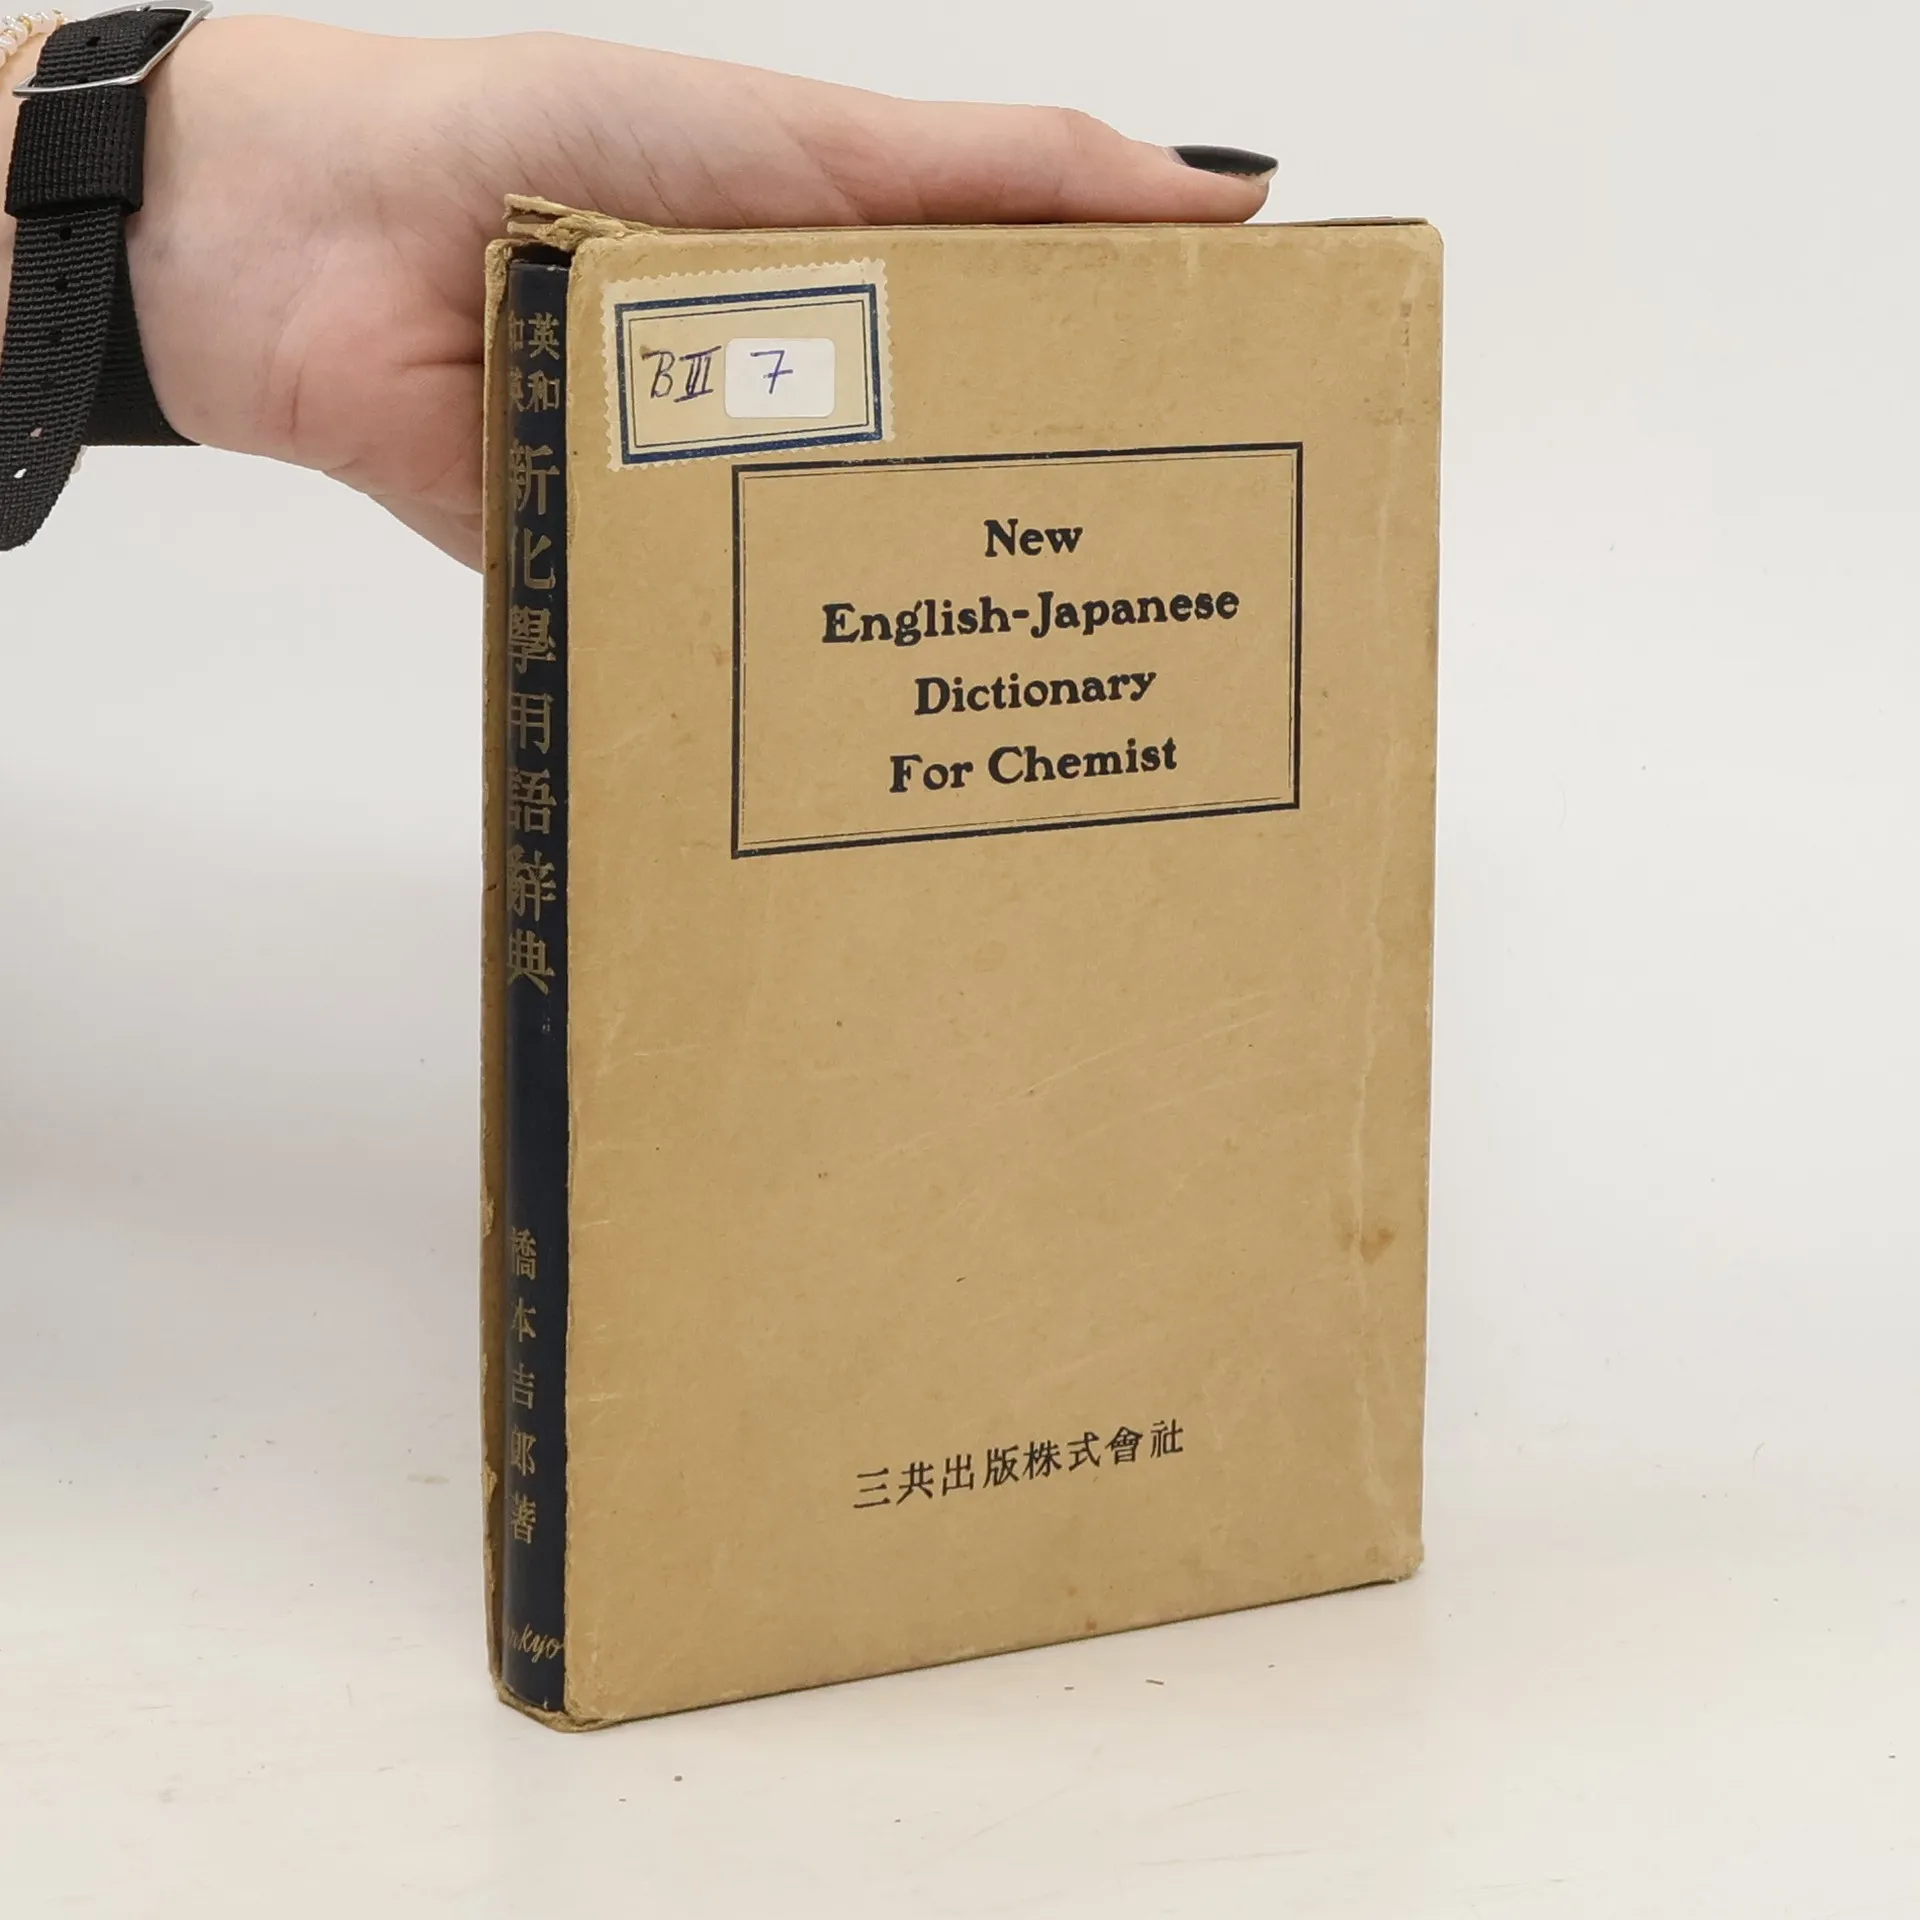 BIII 7
New
English-Japanese
Dictionary
For Chemist
三共出版株式會社
英和
和英
新化學用語辭典
橋本吉郎著